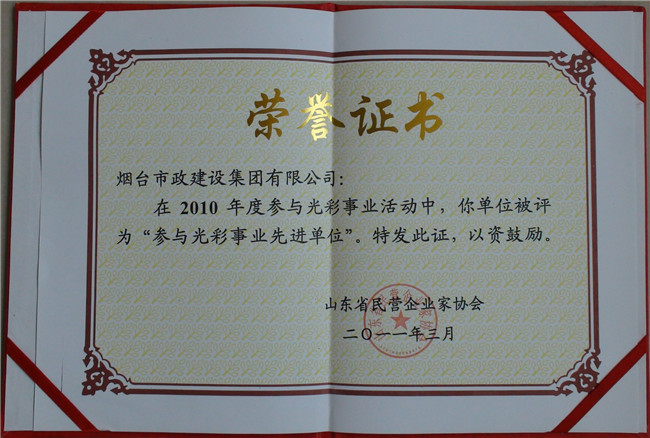 荣誉证书
烟台市政建设集团有限公司：
在 2010 年度参与光彩事业活动中，你单位被评
为“参与光彩事业先进单位”。特发此证，以资鼓励。
山东省民营企业家协会
二〇一一年三月